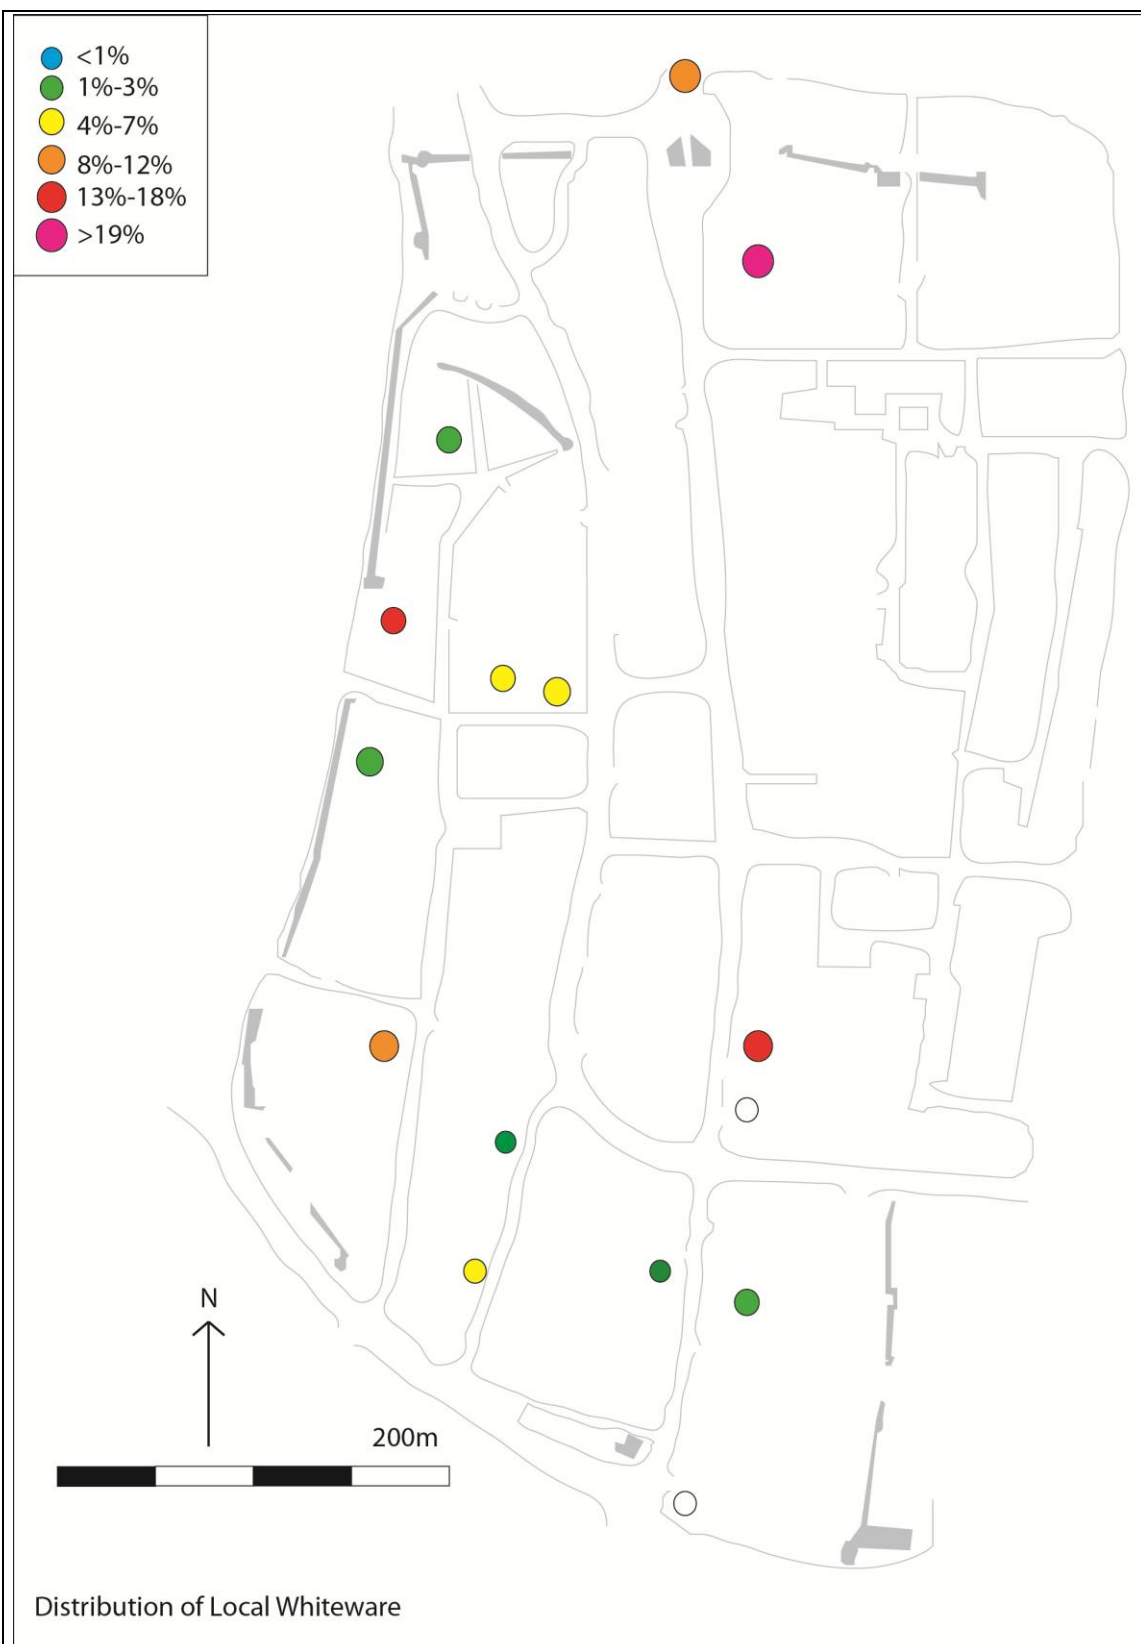 <1%
1%-3%
4%-7%
8%-12%
13%-18%
>19%
N
200m
Distribution of Local Whiteware